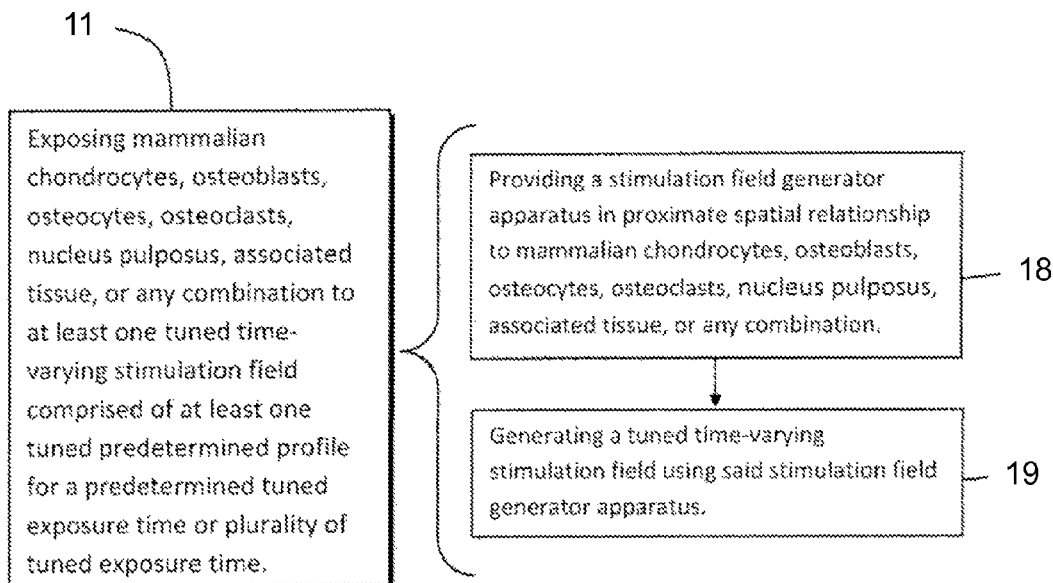 11
Exposing mammalian
chondrocytes, osteoblasts,
osteocytes, osteoclasts,
nucleus pulposus, associated
tissue, or any combination to
at least one tuned time-
varying stimulation field
comprised of at least one
tuned predetermined profile
for a predetermined tuned
exposure time or plurality of
tuned exposure time.
Providing a stimulation field generator
apparatus in proximate spatial relationship
to mammalian chondrocytes, osteoblasts,
osteocytes, osteoclasts, nucleus pulposus,
associated tissue, or any combination.
18
Generating a tuned time-varying
stimulation field using said stimulation field
generator apparatus.
19